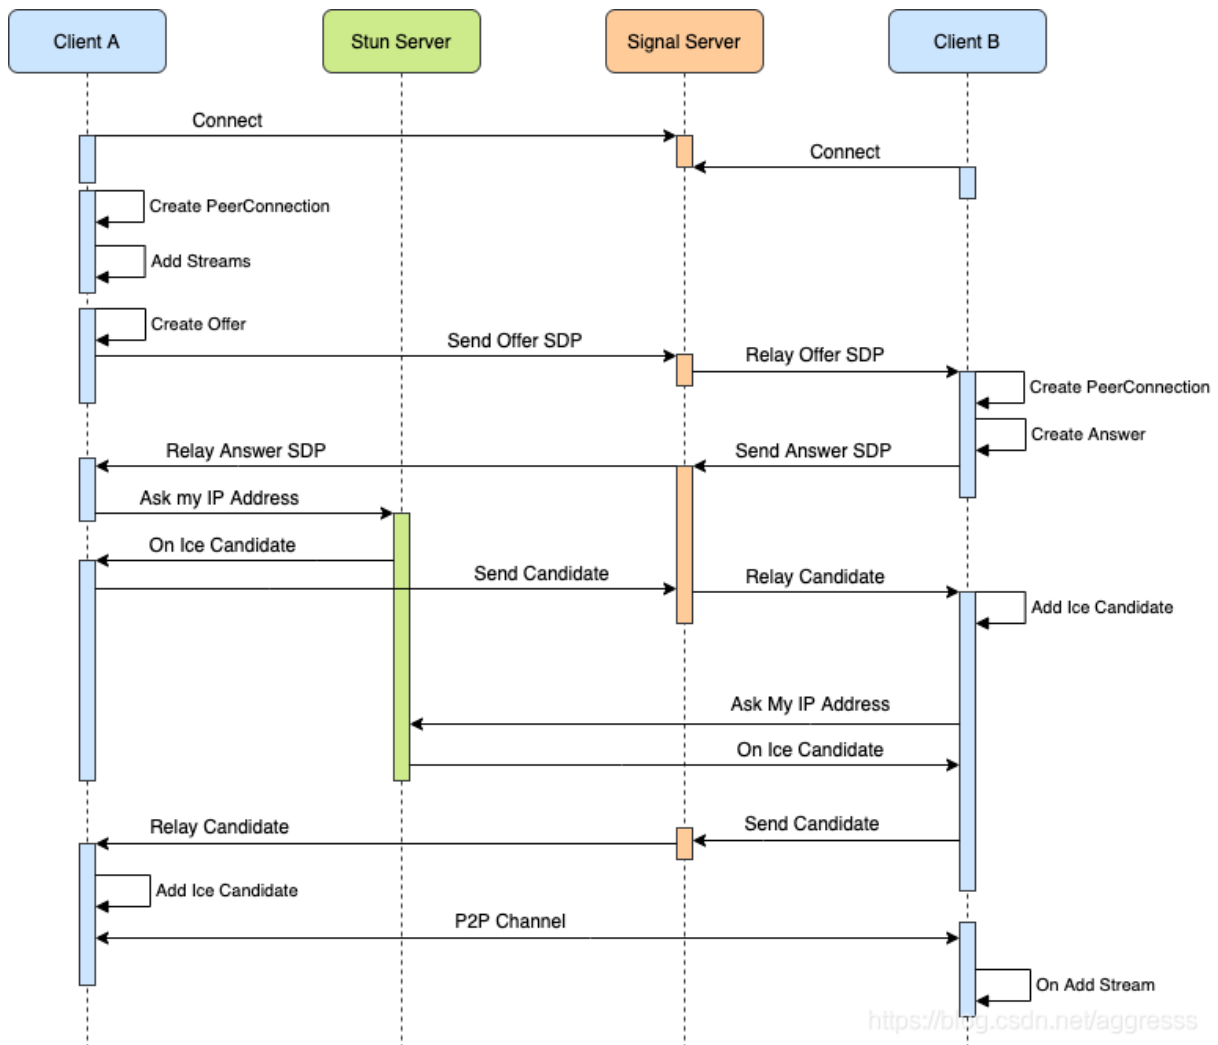 Client A
Stun Server
Signal Server
Client B
Connect
Connect
Create PeerConnection
Add Streams
Create Offer
Send Offer SDP
Relay Offer SDP
Create PeerConnection
Create Answer
Relay Answer SDP
Send Answer SDP
Ask my IP Address
On Ice Candidate
Send Candidate
Relay Candidate
Add Ice Candidate
Ask My IP Address
On Ice Candidate
Send Candidate
Relay Candidate
Add Ice Candidate
P2P Channel
On Add Stream
https://blog.csdn.net/aggresss